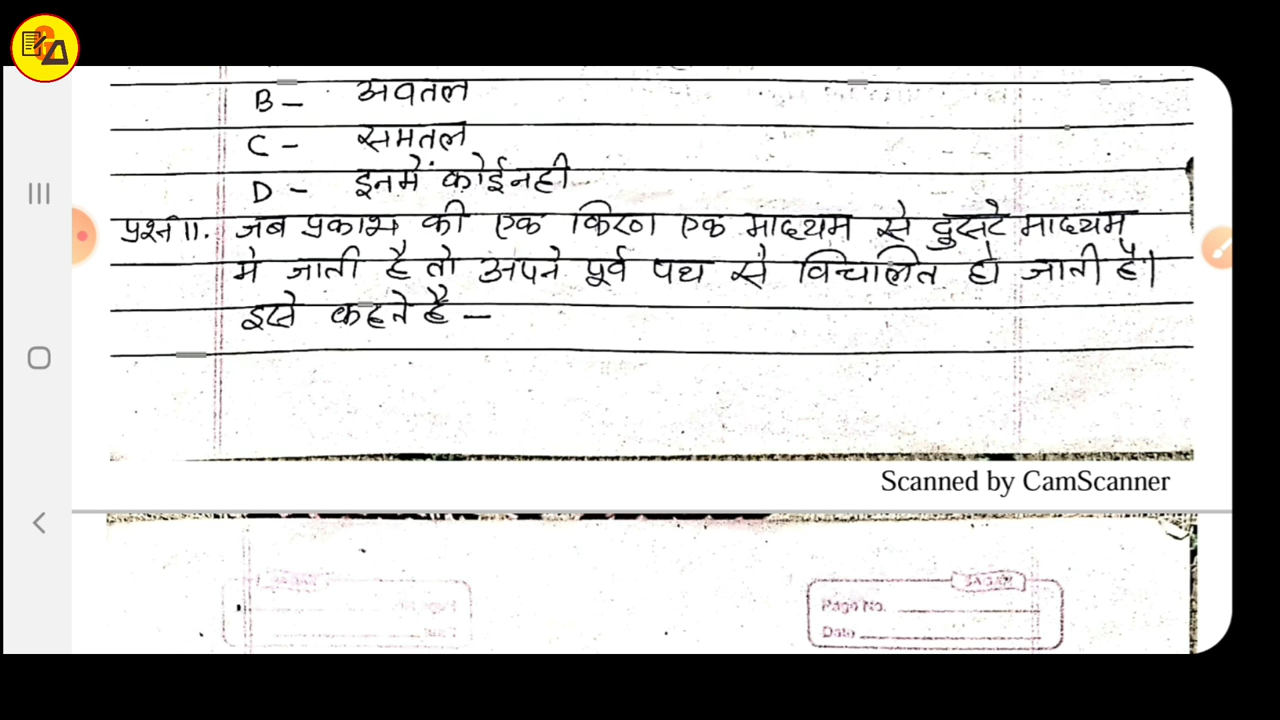 B - अवतल
C - समतल
D - इनमें कोई नही
प्रश्न 11. जब प्रकाश की एक किरण एक माध्यम से दुसरे माध्यम
मे जाती है तो अपने पूर्व पथ से विचालित हो जाती है।
इसे कहते है -
Scanned by CamScanner
Page No.
Date